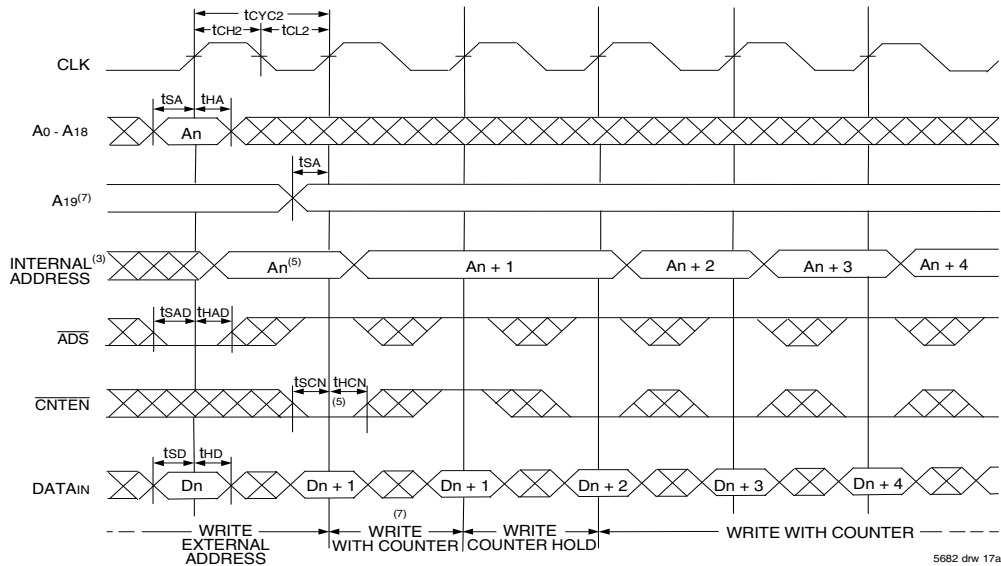 tCYC2
tCH2 tCL2
CLK
tSA tHA
A0 - A18 An
tSA
A19(7)
INTERNAL(3)
ADDRESS
An(5) An + 1 An + 2 An + 3 An + 4
tSAD tHAD
ADS
tSCN tHCN
CNTEN
(5)
tSD tHD
DATAIN Dn Dn + 1 Dn + 1 Dn + 2 Dn + 3 Dn + 4
(7)
WRITE
EXTERNAL
ADDRESS
WRITE
WITH COUNTER
WRITE
COUNTER HOLD
WRITE WITH COUNTER
5682 drw 17a